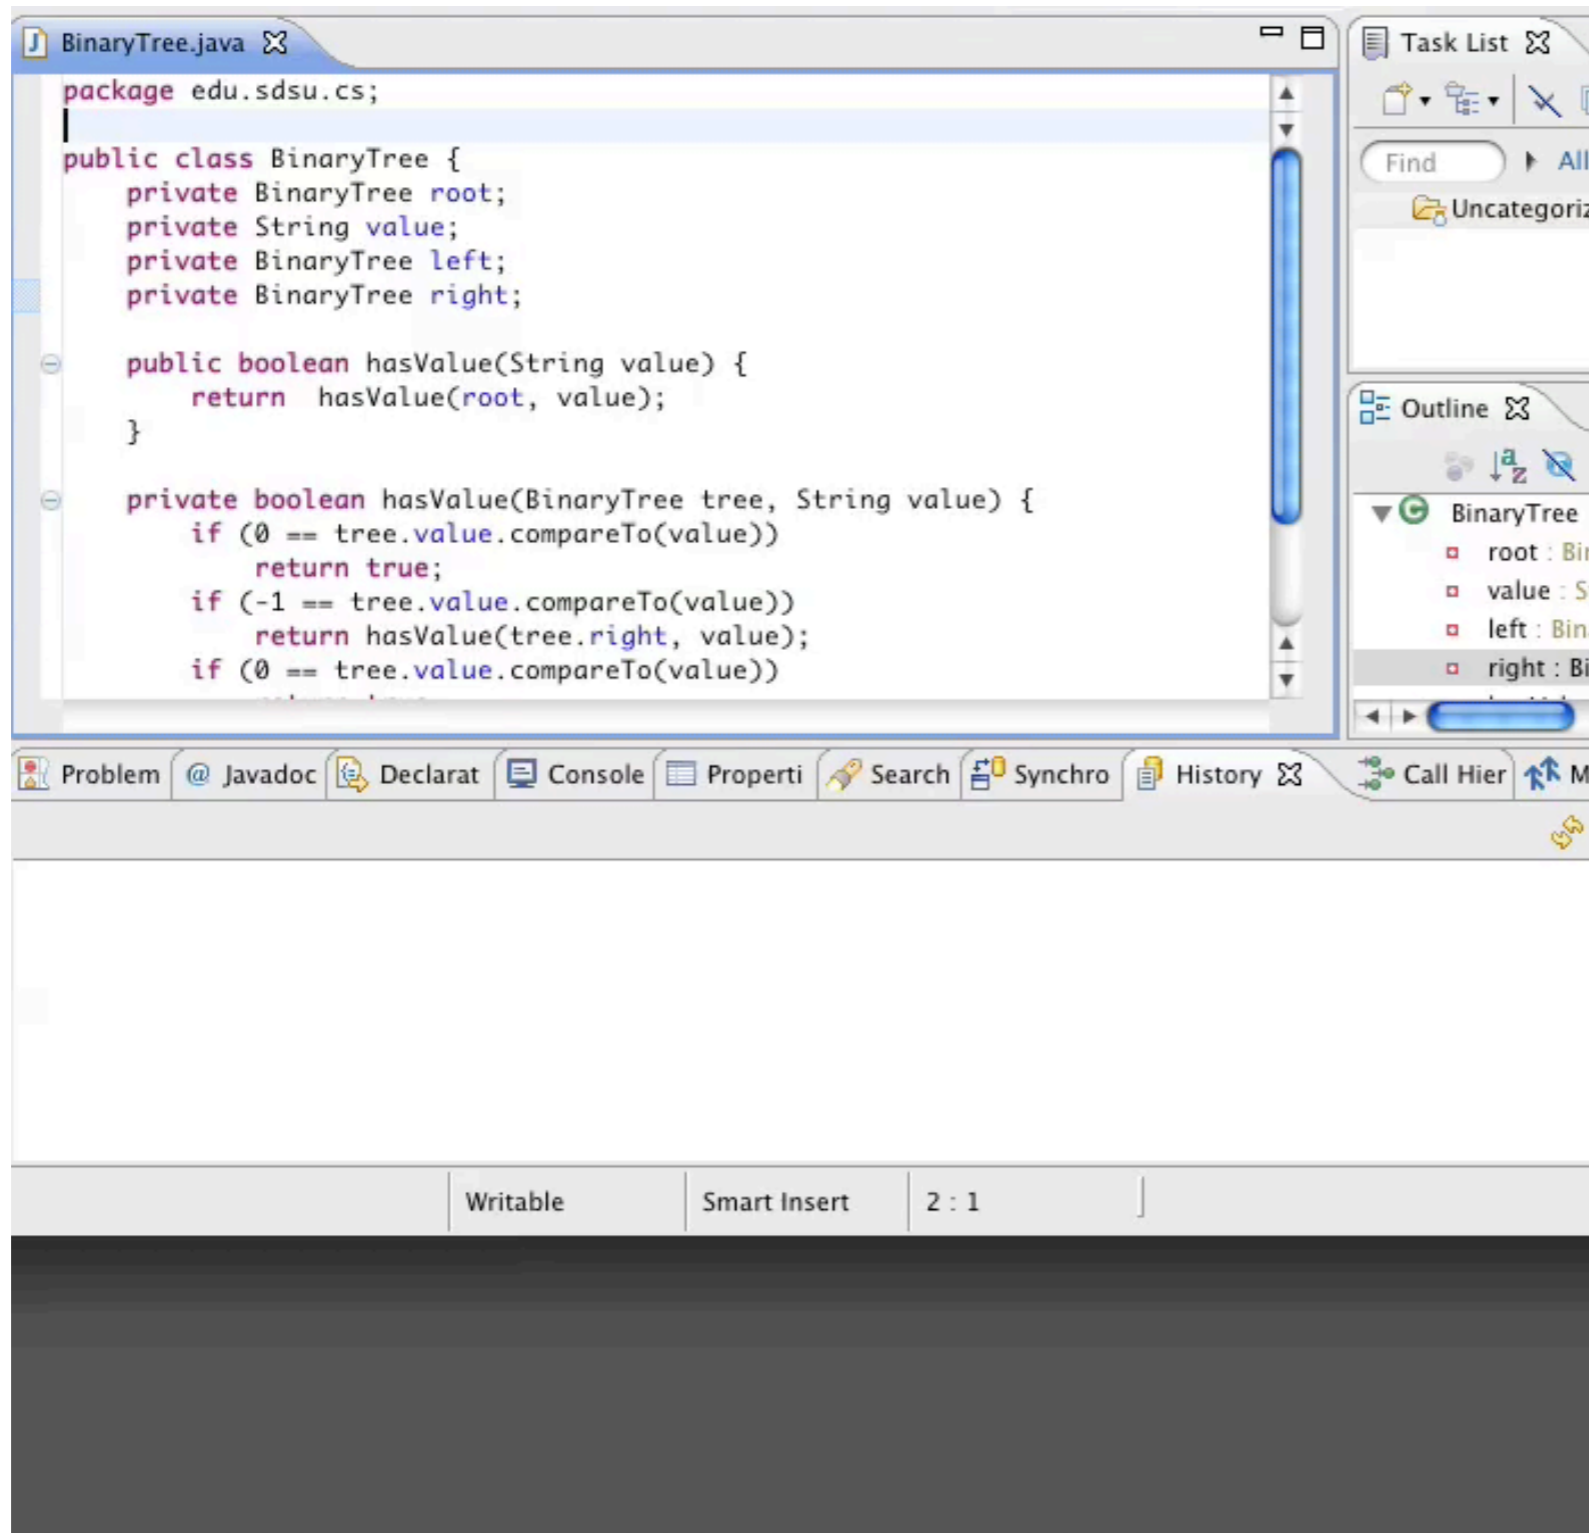 BinaryTree.java
package edu.sdsu.cs;
public class BinaryTree {
private BinaryTree root;
private String value;
private BinaryTree left;
private BinaryTree right;
public boolean hasValue(String value) {
return  hasValue(root, value);
}
private boolean hasValue(BinaryTree tree, String value) {
if (0 == tree.value.compareTo(value))
return true;
if (-1 == tree.value.compareTo(value))
return hasValue(tree.right, value);
if (0 == tree.value.compareTo(value))
Task List
Find All
Uncategoriz
Outline
BinaryTree
root : Bin
value : S
left : Bin
right : Bi
Problem @ Javadoc Declarat Console Properti Search Synchro History Call Hier M
Writable Smart Insert 2 : 1